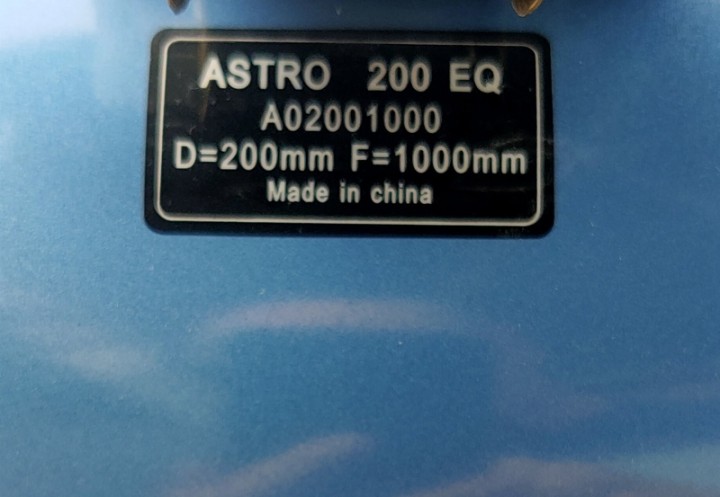 ASTRO 200 EQ
A02001000
D=200mm F=1000mm
Made in china